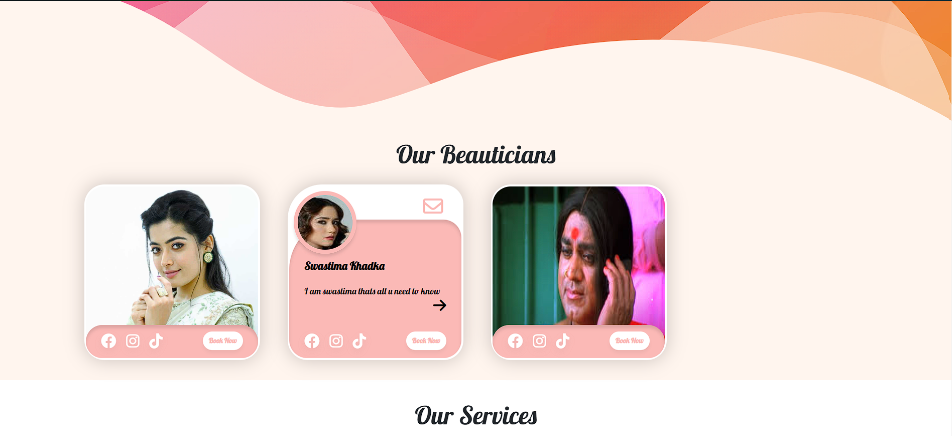 Our Beauticians
Swastima Khadka
I am swastima thats all u need to know
Book Now
Book Now
Book Now
Our Services